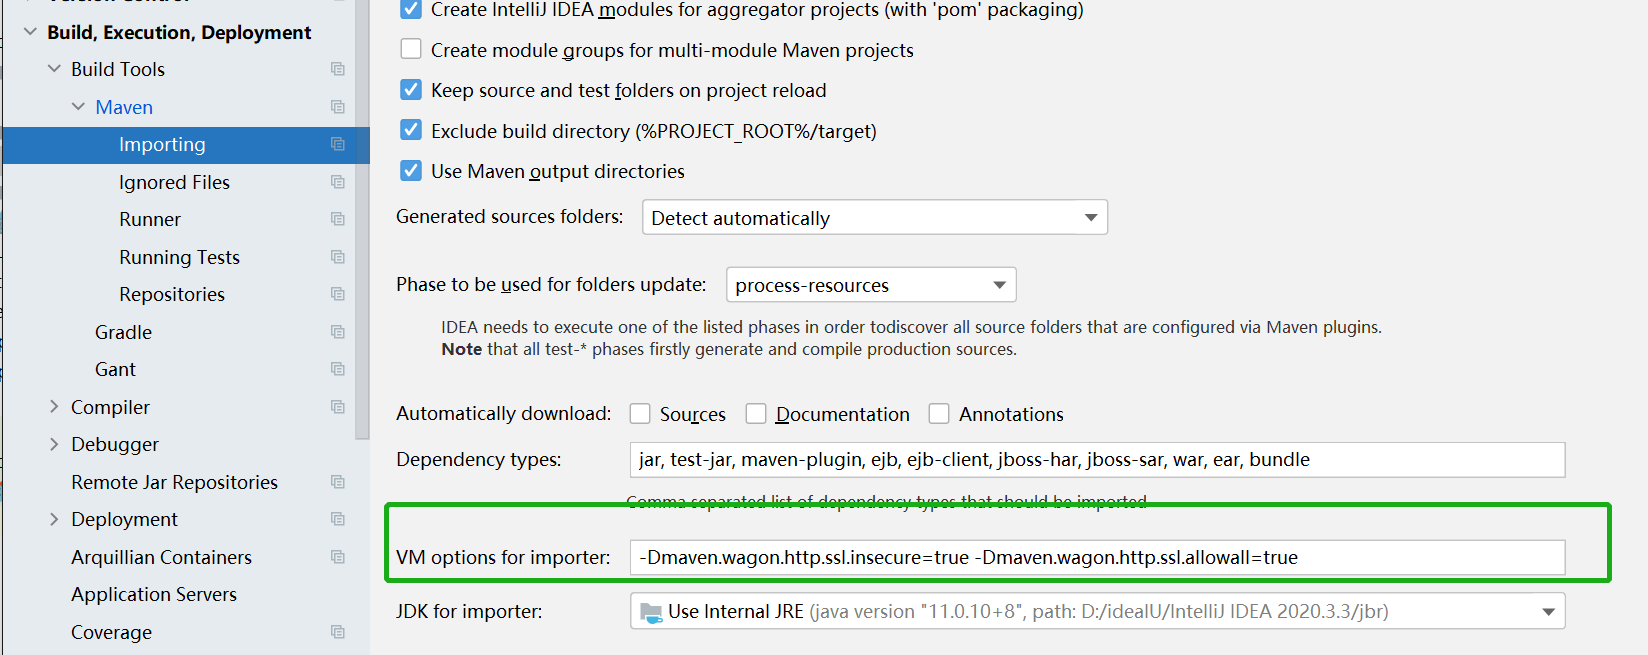 Version Control
Build, Execution, Deployment
Build Tools
Maven
Importing
Ignored Files
Runner
Running Tests
Repositories
Gradle
Gant
Compiler
Debugger
Remote Jar Repositories
Deployment
Arquillian Containers
Application Servers
Coverage
Create IntelliJ IDEA modules for aggregator projects (with 'pom' packaging)
Create module groups for multi-module Maven projects
Keep source and test folders on project reload
Exclude build directory (%PROJECT_ROOT%/target)
Use Maven output directories
Generated sources folders: Detect automatically
Phase to be used for folders update: process-resources
IDEA needs to execute one of the listed phases in order todiscover all source folders that are configured via Maven plugins.
Note that all test-* phases firstly generate and compile production sources.
Automatically download: Sources Documentation Annotations
Dependency types: jar, test-jar, maven-plugin, ejb, ejb-client, jboss-har, jboss-sar, war, ear, bundle
Comma separated list of dependency types that should be imported
VM options for importer: -Dmaven.wagon.http.ssl.insecure=true -Dmaven.wagon.http.ssl.allowall=true
JDK for importer: Use Internal JRE (java version "11.0.10+8", path: D:/idealU/IntelliJ IDEA 2020.3.3/jbr)